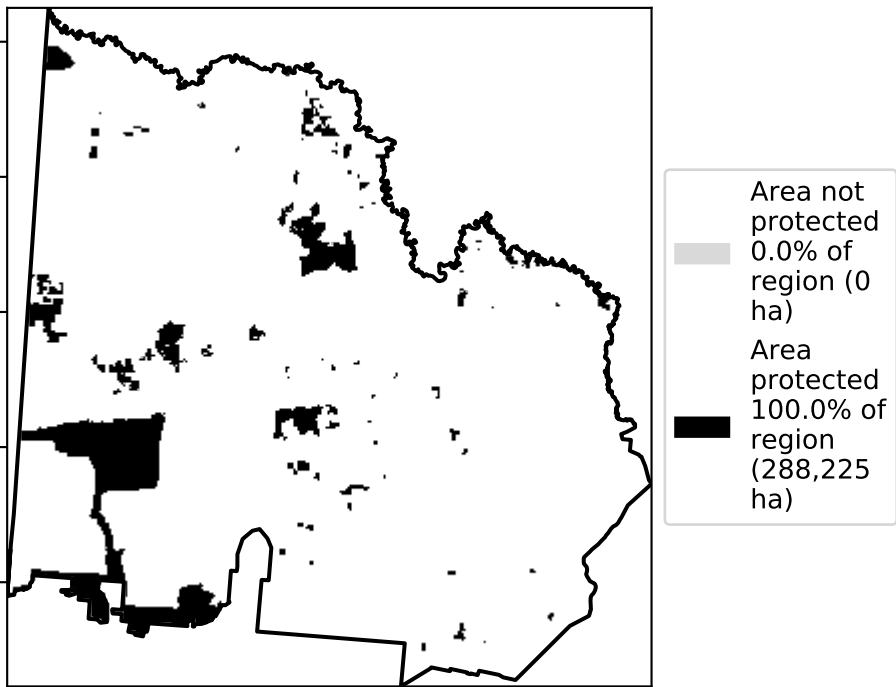 Area not
protected
0.0% of
region (0
ha)
Area
protected
100.0% of
region
(288,225
ha)